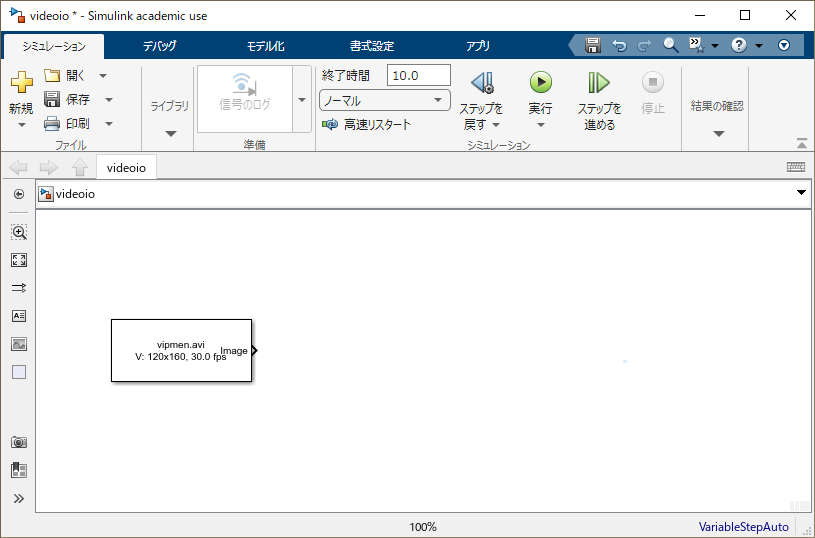 videoio * - Simulink academic use
シミュレーション デバッグ モデル化 書式設定 アプリ
新規
開く
保存
印刷
ファイル
ライブラリ
信号のログ
準備
終了時間 10.0
ノーマル
高速リスタート
ステップを
戻す
実行
ステップを
進める
停止
シミュレーション
結果の確認
videoio
videoio
vipmen.avi
V: 120x160, 30.0 fps
Image
100%
VariableStepAuto